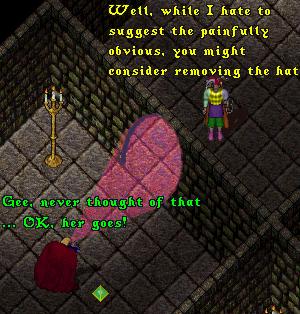 Well, while I hate to
suggest the painfully
obvious, you might
consider removing the hat
Gee, never thought of that
... OK, her goes!